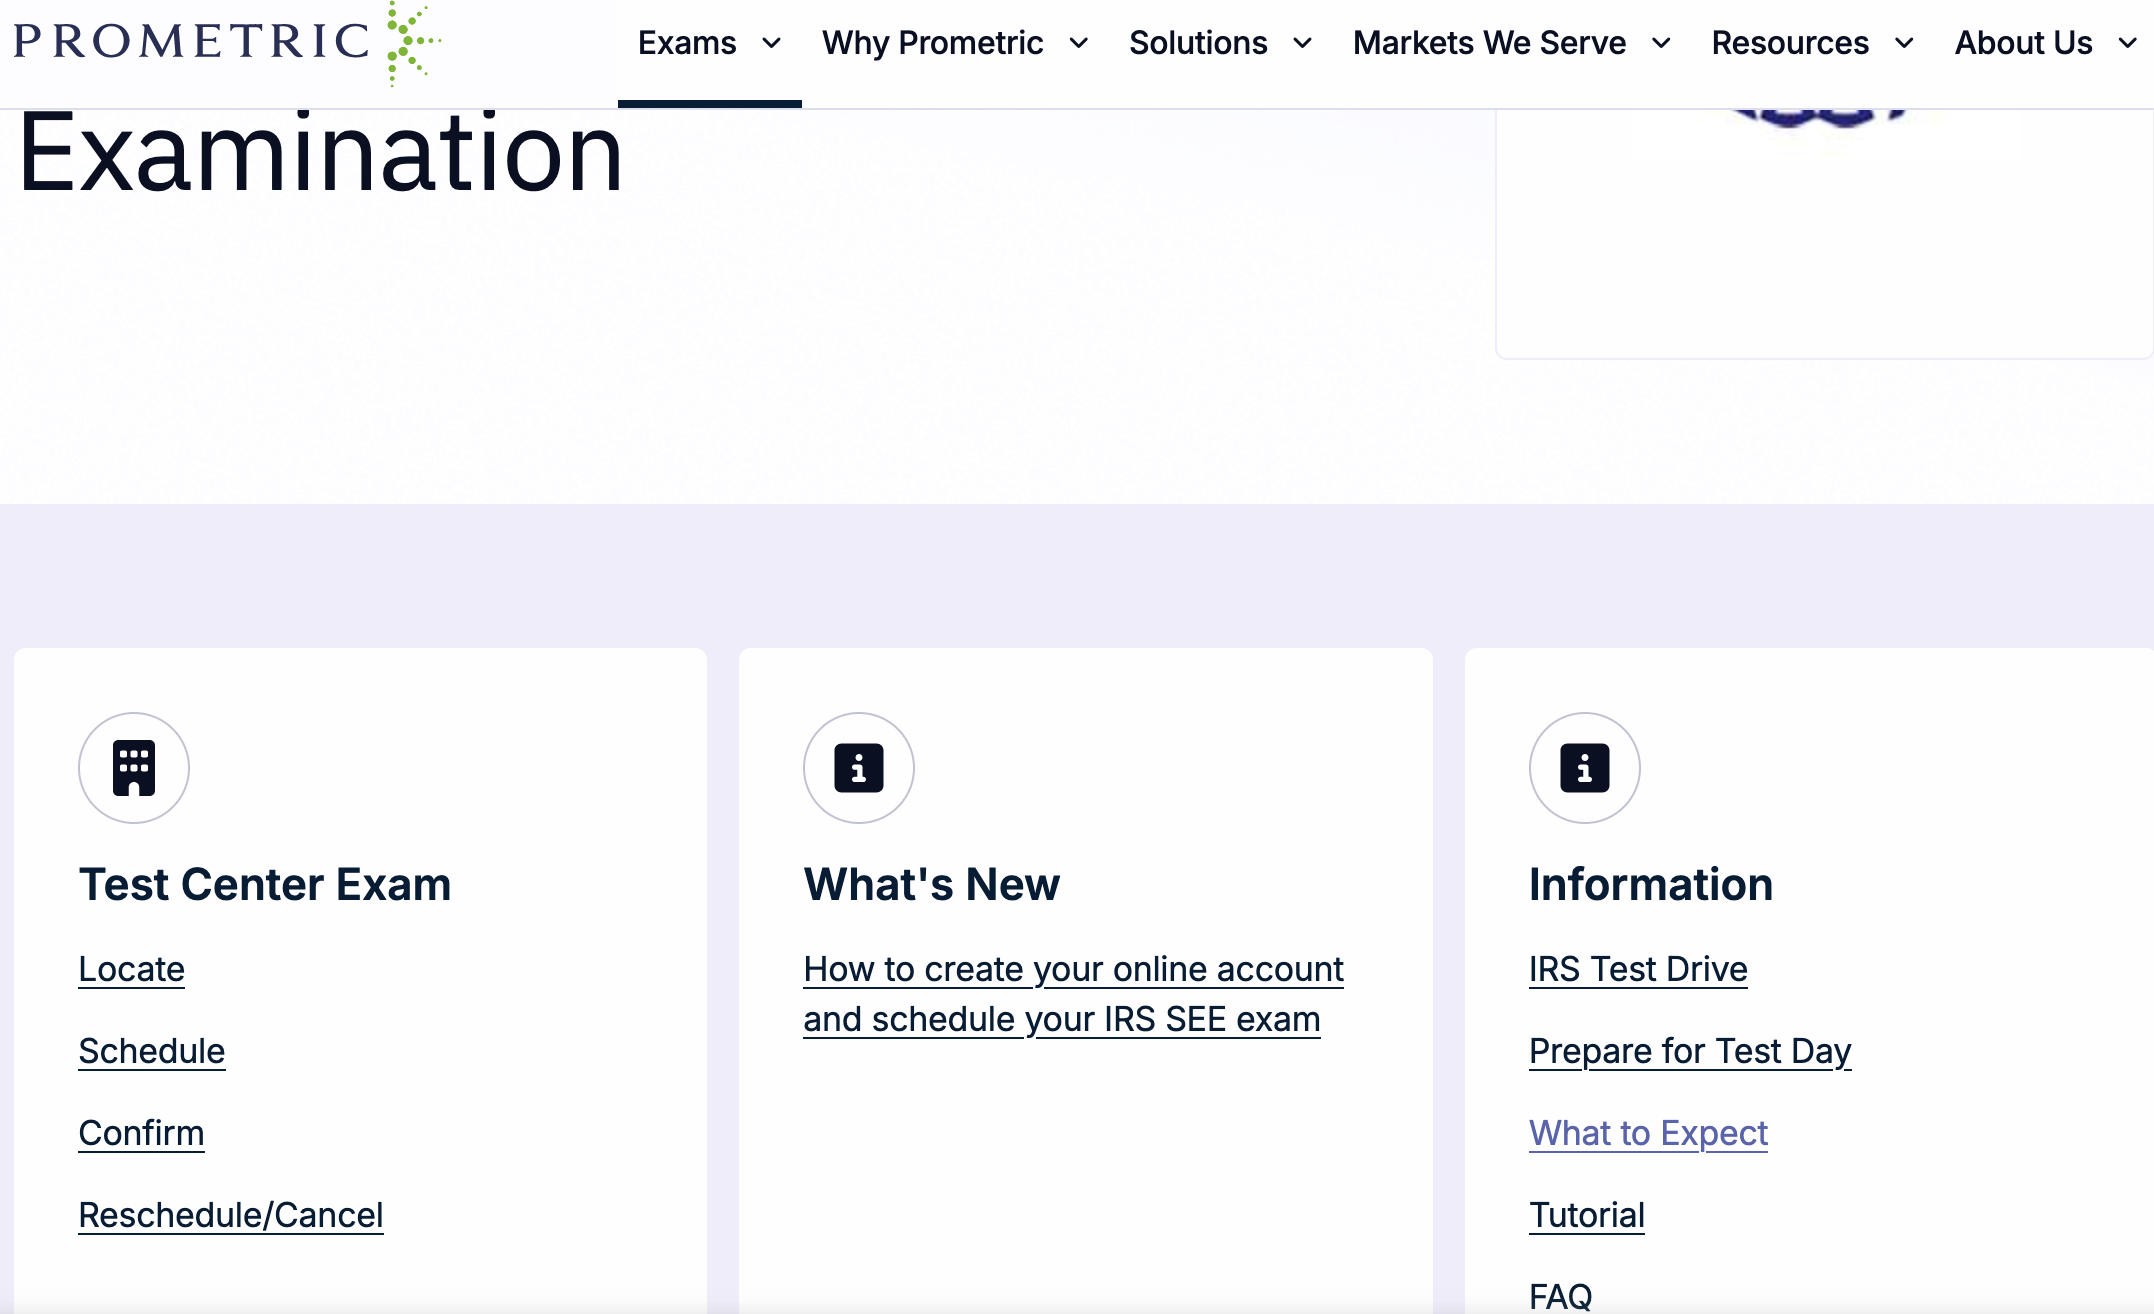 PROMETRIC
Exams
Why Prometric
Solutions
Markets We Serve
Resources
About Us
Examination
Test Center Exam
Locate
Schedule
Confirm
Reschedule/Cancel
What's New
How to create your online account
and schedule your IRS SEE exam
Information
IRS Test Drive
Prepare for Test Day
What to Expect
Tutorial
FAQ